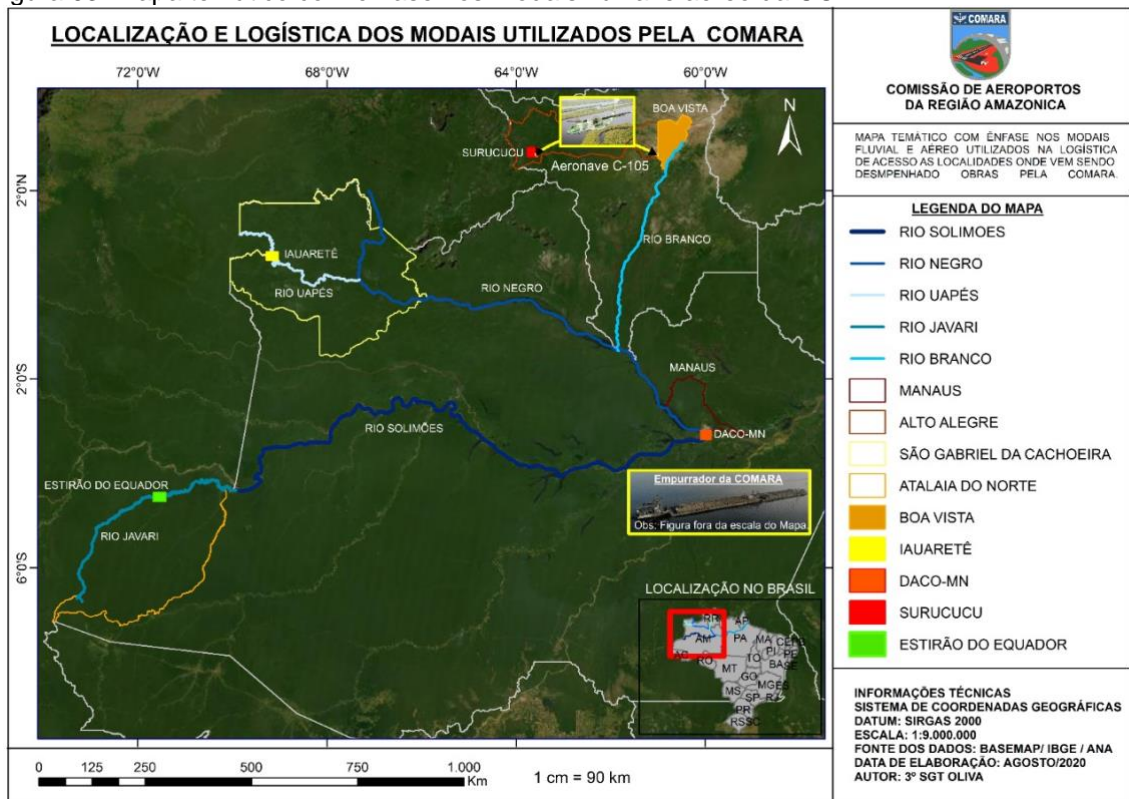 LOCALIZAÇÃO E LOGÍSTICA DOS MODAIS UTILIZADOS PELA COMARA
72°0'W
68°0'W
64°0'W
60°0'W
2°0'N
2°0'S
6°0'S
BOA VISTA
N
SURUCUCU
Aeronave C-105
IAUARETÊ
RIO UAPÉS
RIO NEGRO
RIO BRANCO
MANAUS
DACO-MN
RIO SOLIMÕES
ESTIRÃO DO EQUADOR
RIO JAVARI
Empurrador da COMARA
Obs: Figura fora da escala do Mapa.
LOCALIZAÇÃO NO BRASIL
RR
AP
AM
PA
MA
AC
RO
TO
PI
PE
BA
SE
MT
GO
MG
ES
MS
SP
RJ
PR
RS
SC
0 125 250 500 750 1.000
Km
1 cm = 90 km
COMARA
COMISSÃO DE AEROPORTOS
DA REGIÃO AMAZONICA
MAPA TEMÁTICO COM ÊNFASE NOS MODAIS
FLUVIAL E AÉREO UTILIZADOS NA LOGÍSTICA
DE ACESSO AS LOCALIDADES ONDE VEM SENDO
DESMPENHADO OBRAS PELA COMARA.
LEGENDA DO MAPA
RIO SOLIMOES
RIO NEGRO
RIO UAPÉS
RIO JAVARI
RIO BRANCO
MANAUS
ALTO ALEGRE
SÃO GABRIEL DA CACHOEIRA
ATALAIA DO NORTE
BOA VISTA
IAUARETÊ
DACO-MN
SURUCUCU
ESTIRÃO DO EQUADOR
INFORMAÇÕES TÉCNICAS
SISTEMA DE COORDENADAS GEOGRÁFICAS
DATUM: SIRGAS 2000
ESCALA: 1:9.000.000
FONTE DOS DADOS: BASEMAP/ IBGE / ANA
DATA DE ELABORAÇÃO: AGOSTO/2020
AUTOR: 3º SGT OLIVA